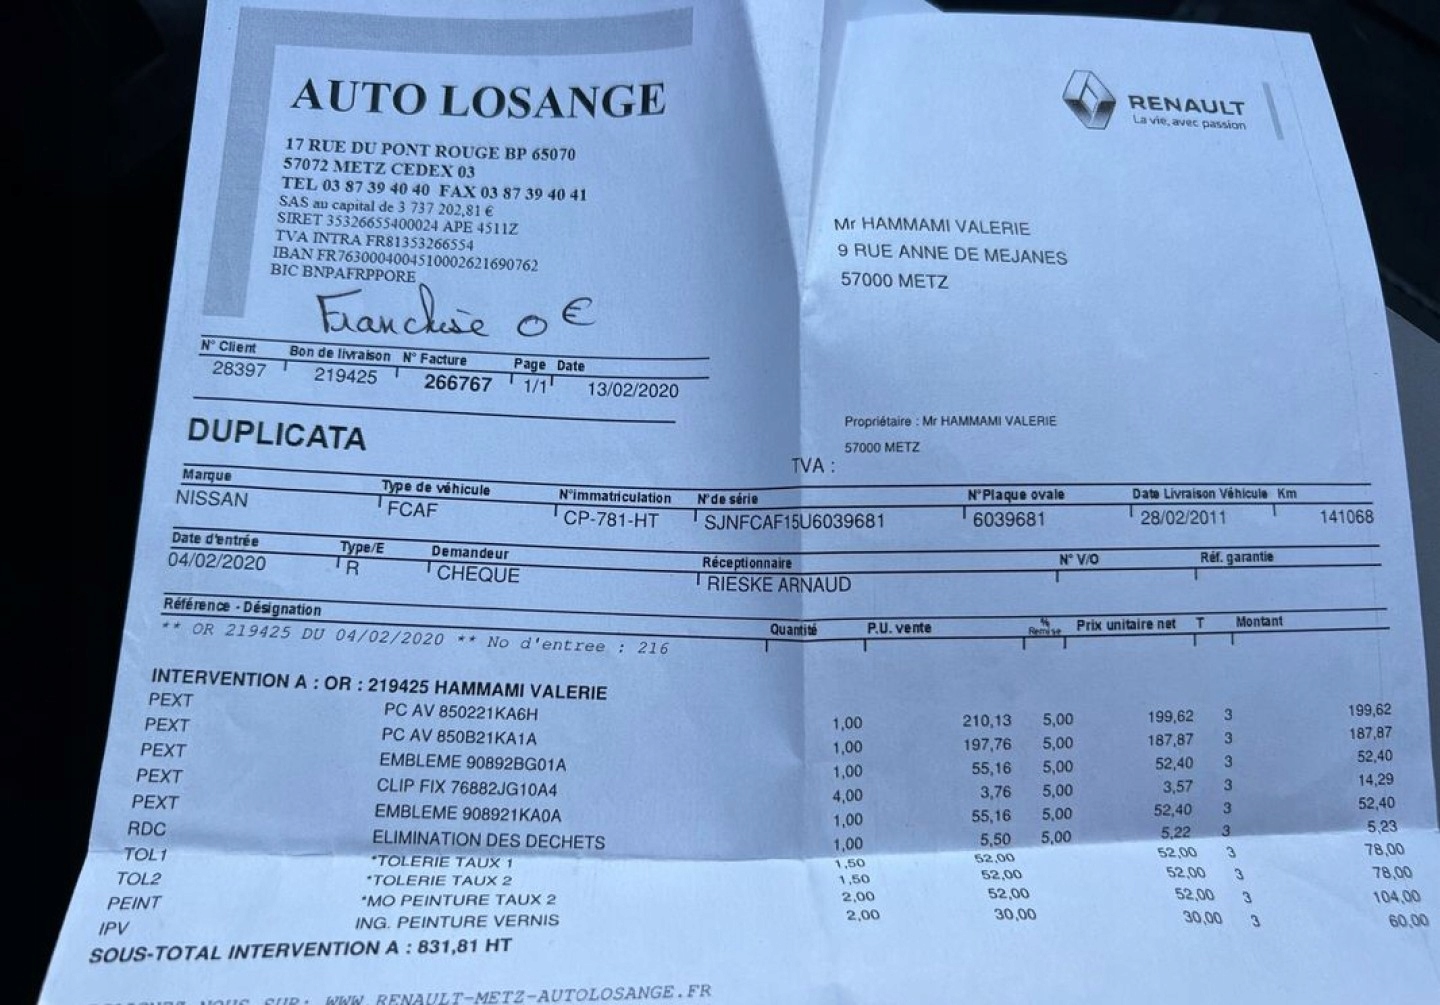 AUTO LOSANGE
17 RUE DU PONT ROUGE BP 65070
57072 METZ CEDEX 03
TEL 03 87 39 40 40 FAX 03 87 39 40 41
SAS au capital de 3 737 202,81 €
SIRET 35326655400024 APE 4511Z
TVA INTRA FR81353266554
IBAN FR7630004004510002621690762
BIC BNPAFRPPORE
Franchise 0 €
RENAULT
La vie, avec passion
Mr HAMMAMI VALERIE
9 RUE ANNE DE MEJANES
57000 METZ
N° Client Bon de livraison N° Facture Page Date
28397 219425 266767 1/1 13/02/2020
DUPLICATA
Propriétaire : Mr HAMMAMI VALERIE
57000 METZ
TVA :
Marque Type de véhicule N°immatriculation N°de série N°Plaque ovale Date Livraison Véhicule Km
NISSAN FCAF CP-781-HT SJNFCAF15U6039681 6039681 28/02/2011 141068
Date d'entrée Type/E Demandeur Réceptionnaire N° V/O Réf. garantie
04/02/2020 R CHEQUE RIESKE ARNAUD
Référence - Désignation Quantité P.U. vente % Remise Prix unitaire net T Montant
** OR 219425 DU 04/02/2020 ** No d'entree : 216
INTERVENTION A : OR : 219425 HAMMAMI VALERIE
PEXT PC AV 850221KA6H 1,00 210,13 5,00 199,62 3 199,62
PEXT PC AV 850B21KA1A 1,00 197,76 5,00 187,87 3 187,87
PEXT EMBLEME 90892BG01A 1,00 55,16 5,00 52,40 3 52,40
PEXT CLIP FIX 76882JG10A4 4,00 3,76 5,00 3,57 3 14,29
PEXT EMBLEME 908921KA0A 1,00 55,16 5,00 52,40 3 52,40
RDC ELIMINATION DES DECHETS 1,00 5,50 5,00 5,22 3 5,23
TOL1 *TOLERIE TAUX 1 1,50 52,00 52,00 3 78,00
TOL2 *TOLERIE TAUX 2 1,50 52,00 52,00 3 78,00
PEINT *MO PEINTURE TAUX 2 2,00 52,00 52,00 3 104,00
IPV ING. PEINTURE VERNIS 2,00 30,00 30,00 3 60,00
SOUS-TOTAL INTERVENTION A : 831,81 HT
NOUS SUR: WWW.RENAULT-METZ-AUTOLOSANGE.FR